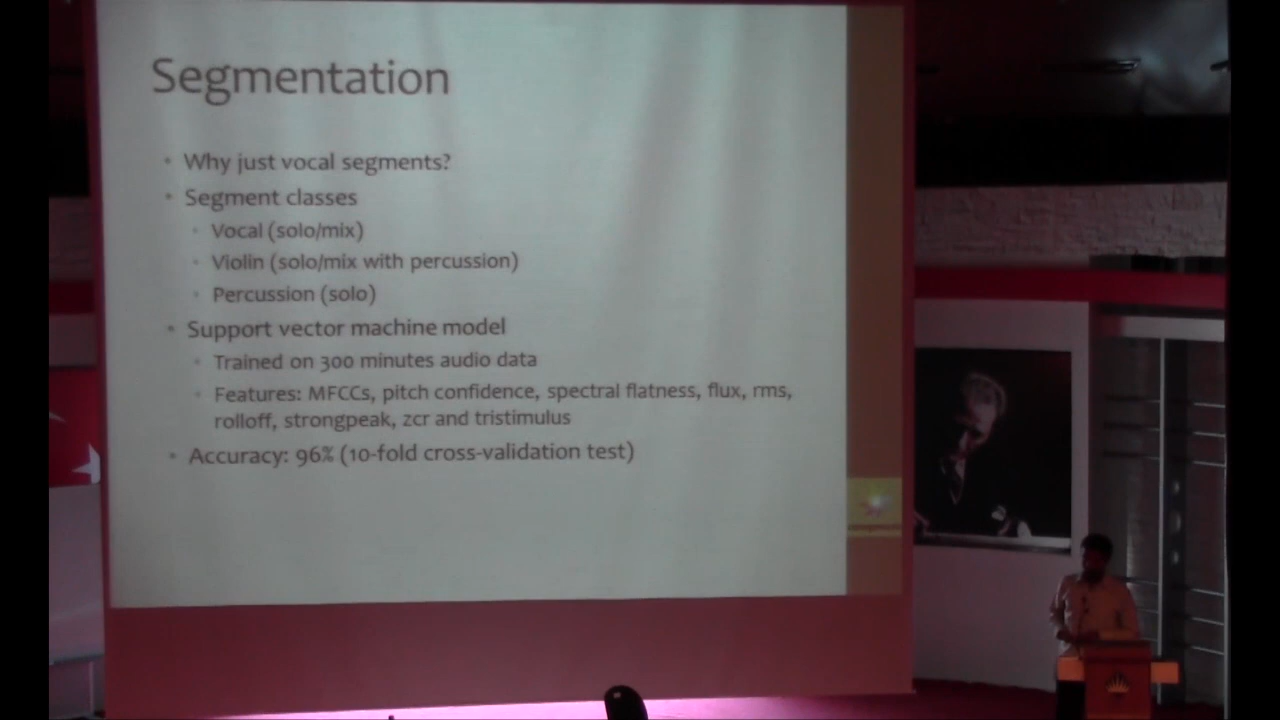 Segmentation
• Why just vocal segments?
• Segment classes
• Vocal (solo/mix)
• Violin (solo/mix with percussion)
• Percussion (solo)
• Support vector machine model
• Trained on 300 minutes audio data
• Features: MFCCs, pitch confidence, spectral flatness, flux, rms,
rolloff, strongpeak, zcr and tristimulus
• Accuracy: 96% (10-fold cross-validation test)